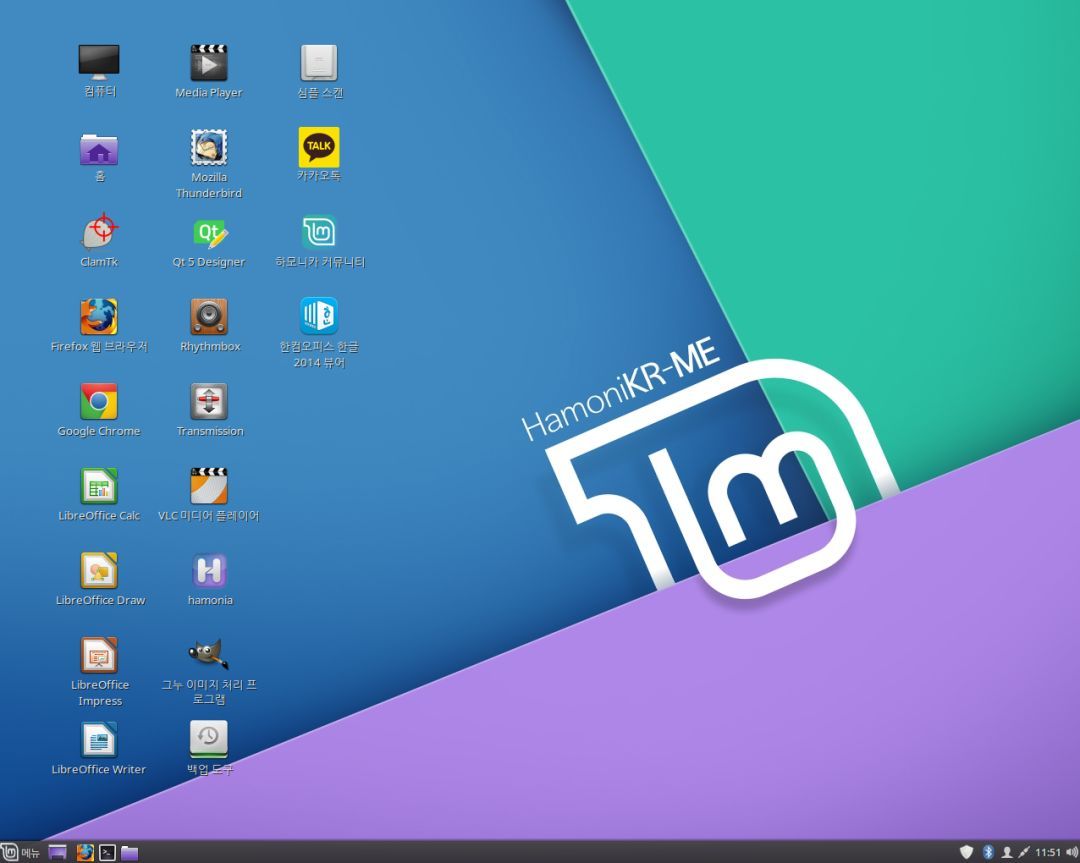 컴퓨터
Media Player
심플 스캔
홈
Mozilla
Thunderbird
TALK
카카오톡
ClamTk
Qt
Qt 5 Designer
하모니카 커뮤니티
Firefox 웹 브라우저
Rhythmbox
한
한컴오피스 한글
2014 뷰어
Google Chrome
Transmission
LibreOffice Calc
VLC 미디어 플레이어
LibreOffice Draw
H
hamonia
LibreOffice
Impress
그누 이미지 처리 프
로그램
LibreOffice Writer
백업 도구
HamoniKR-ME
메뉴
11:51